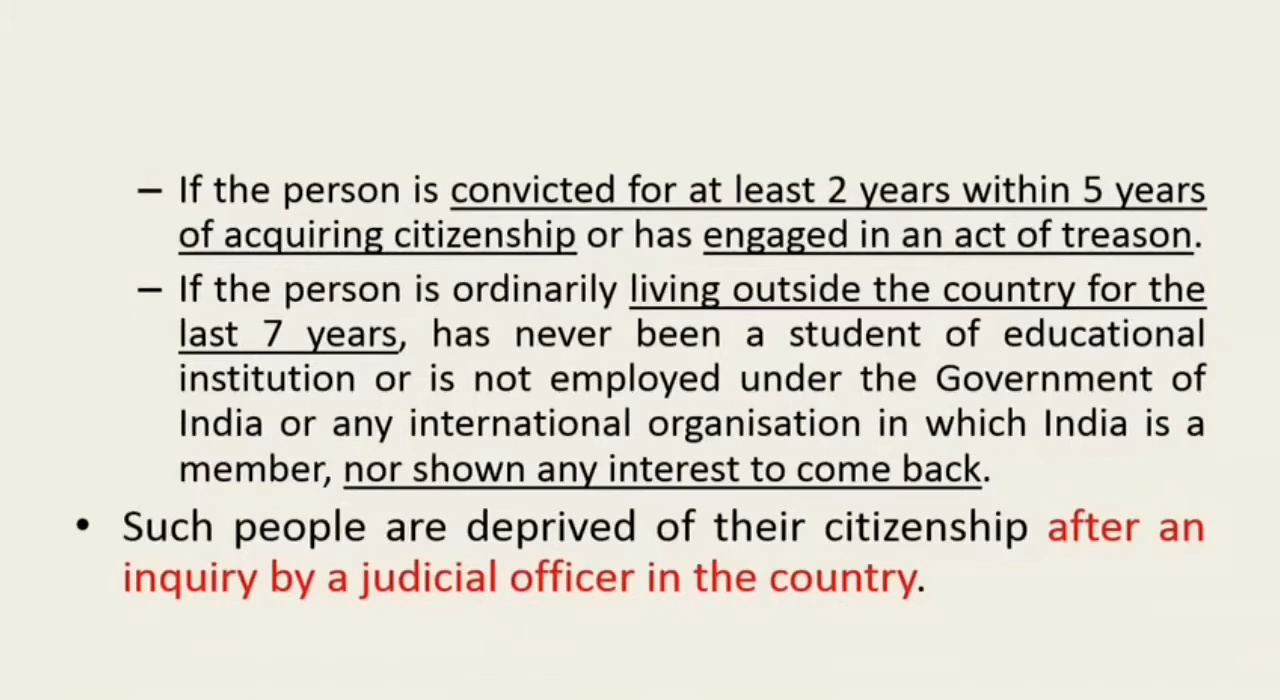 – If the person is convicted for at least 2 years within 5 years
of acquiring citizenship or has engaged in an act of treason.
– If the person is ordinarily living outside the country for the
last 7 years, has never been a student of educational
institution or is not employed under the Government of
India or any international organisation in which India is a
member, nor shown any interest to come back.
• Such people are deprived of their citizenship after an
inquiry by a judicial officer in the country.